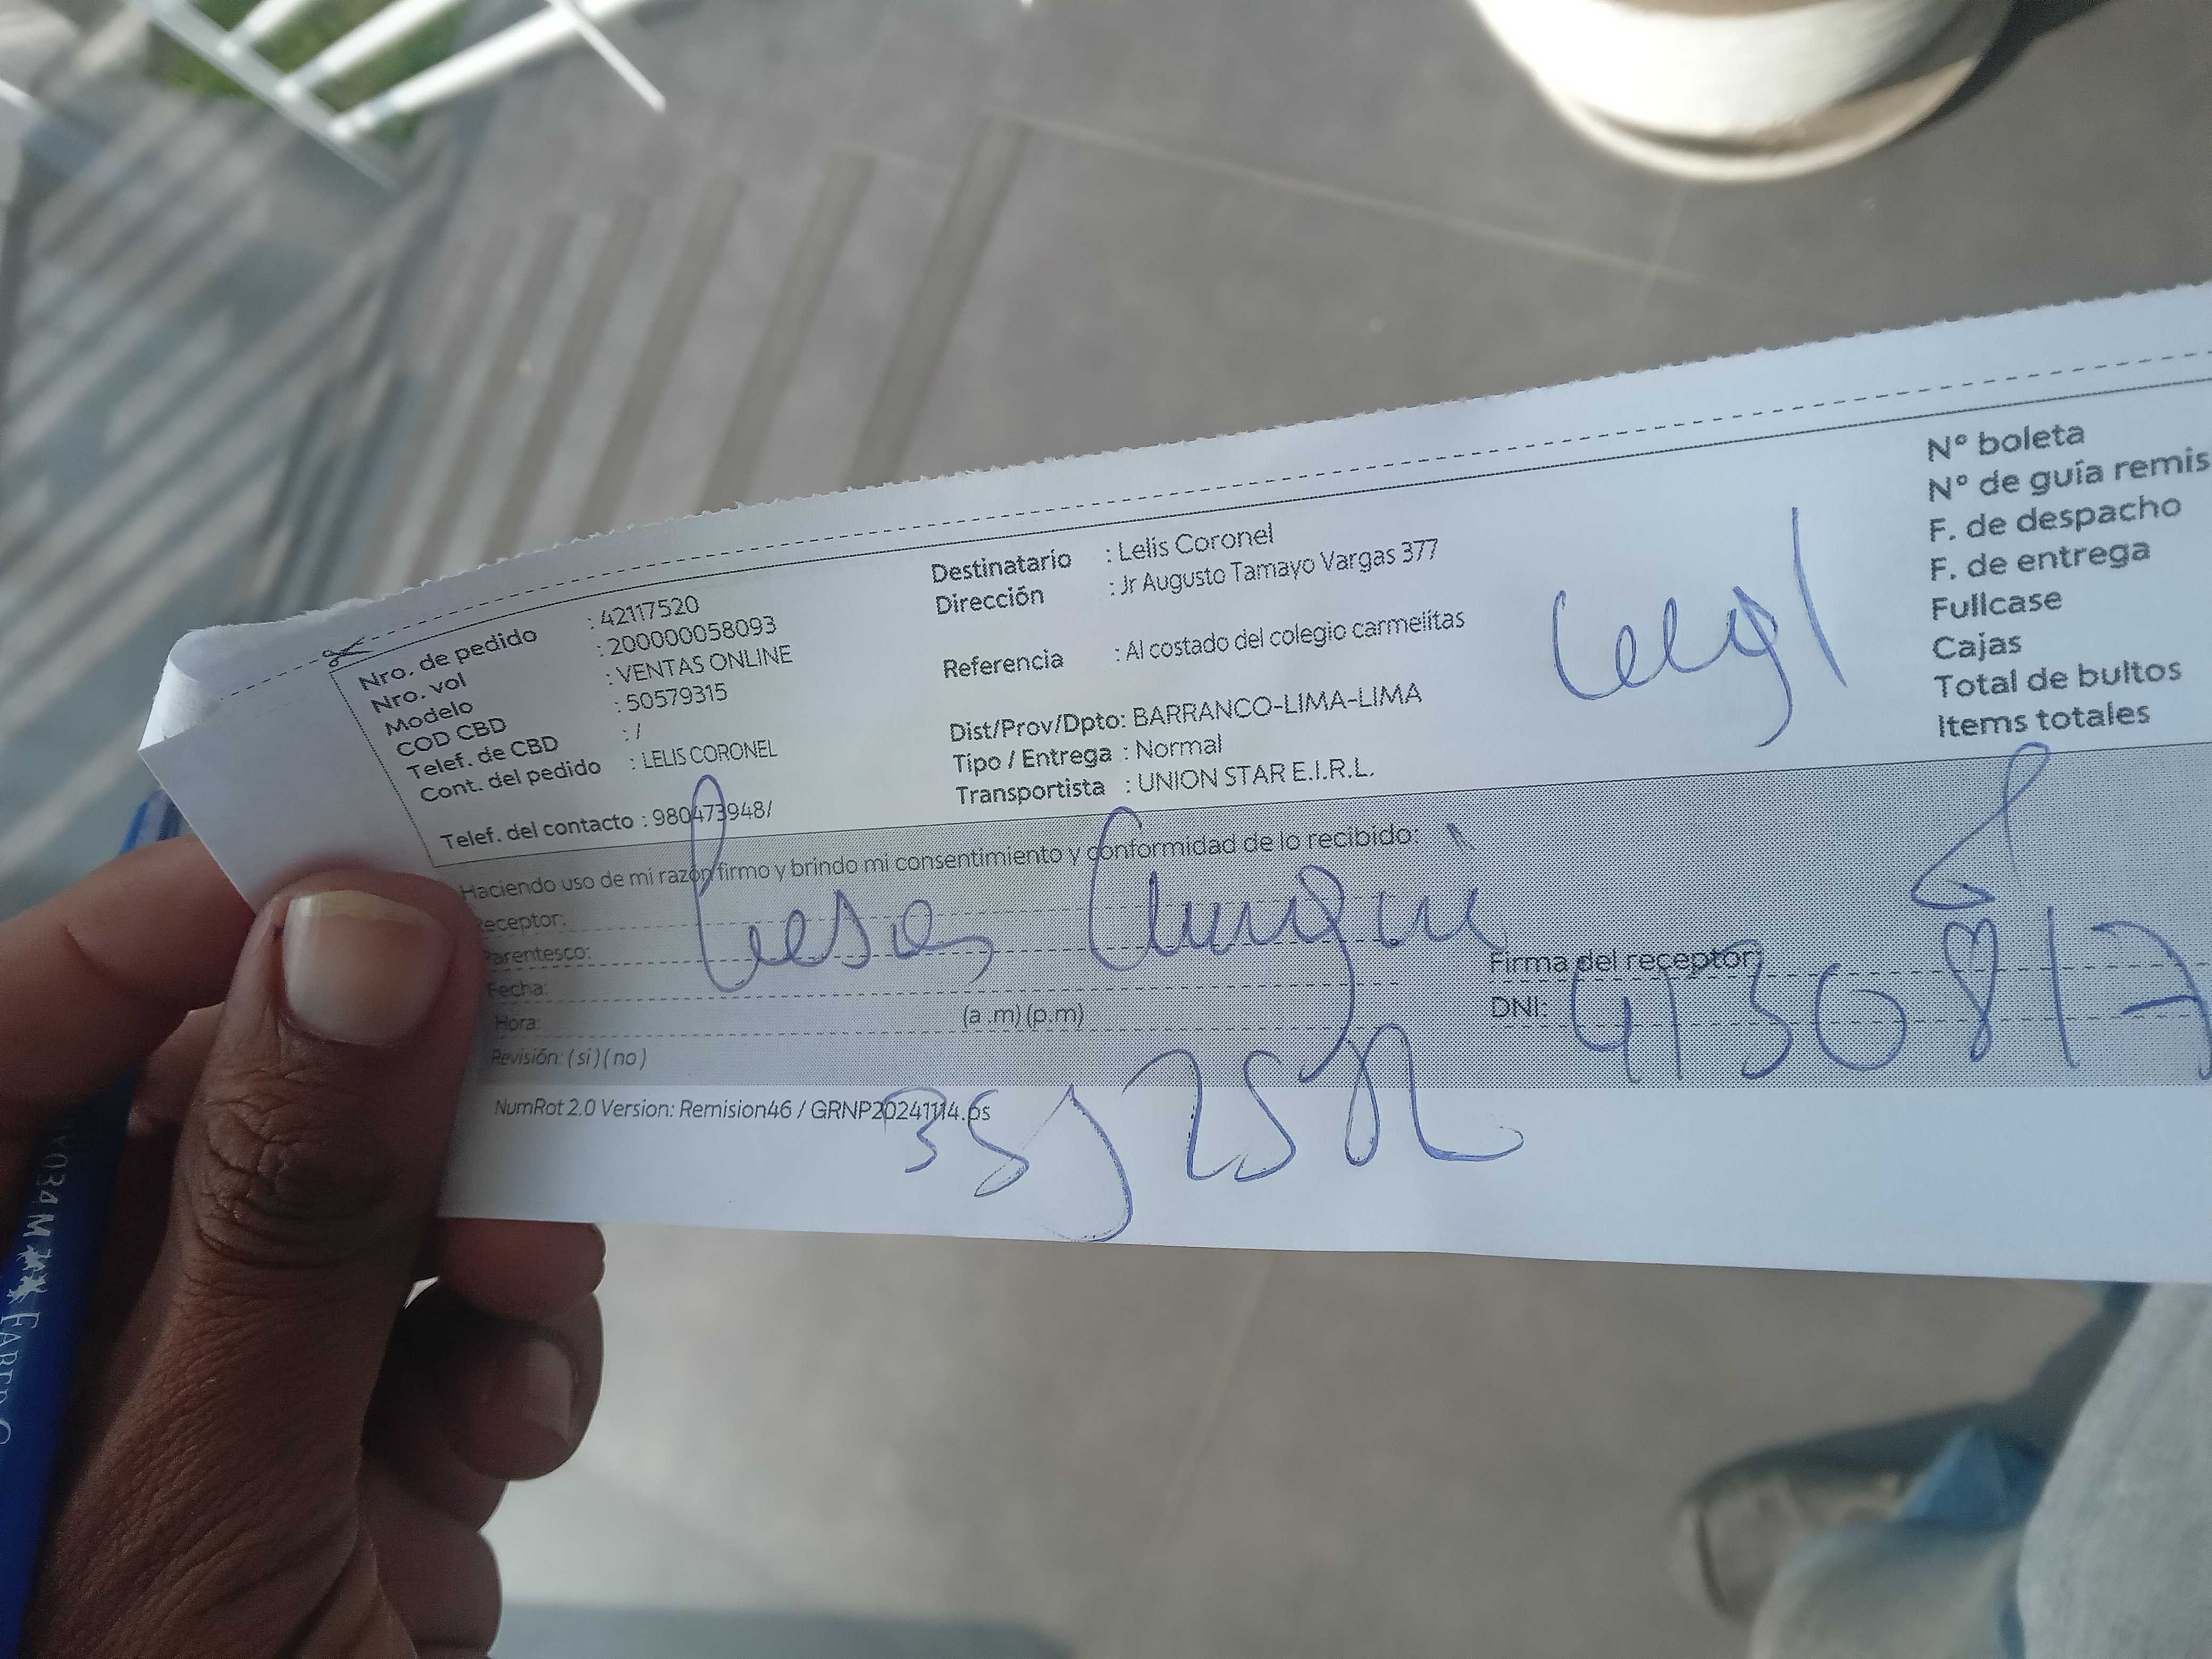 Nro. de pedido : 42117520
Nro. vol : 200000058093
Modelo : VENTAS ONLINE
COD CBD : 50579315
Telef. de CBD : /
Cont. del pedido : LELIS CORONEL
Telef. del contacto : 980473948/
Destinatario : Lelis Coronel
Dirección : Jr Augusto Tamayo Vargas 377
Referencia : Al costado del colegio carmelitas
Dist/Prov/Dpto: BARRANCO-LIMA-LIMA
Tipo / Entrega : Normal
Transportista : UNION STAR E.I.R.L.
N° boleta
N° de guía remis
F. de despacho
F. de entrega
Fullcase
Cajas
Total de bultos
Items totales
Haciendo uso de mi razón firmo y brindo mi consentimiento y conformidad de lo recibido:
Receptor:
Parentesco:
Fecha:
Hora: (a .m) (p.m)
Revisión: ( si ) ( no )
Firma del receptor:
DNI: 4130817
NumRot 2.0 Version: Remision46 / GRNP20241114.ps